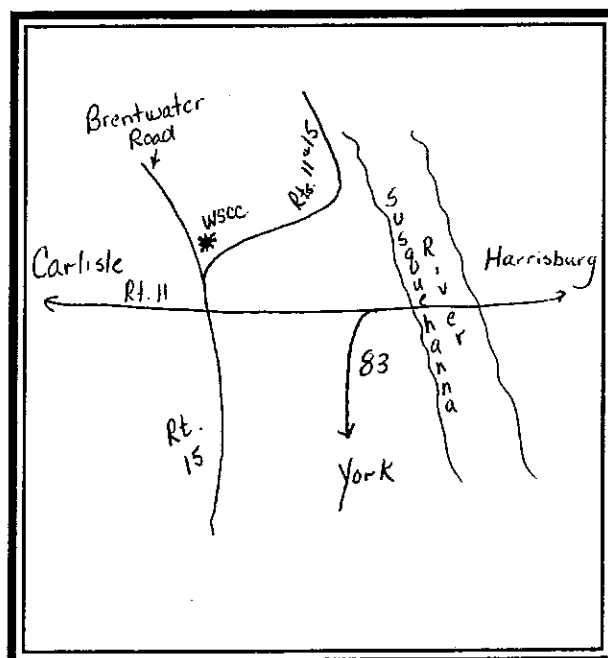 Brentwater
Road
Rts. 11 & 15
WSCC
Susquehanna
River
Carlisle
Harrisburg
Rt. 11
83
Rt.
15
York